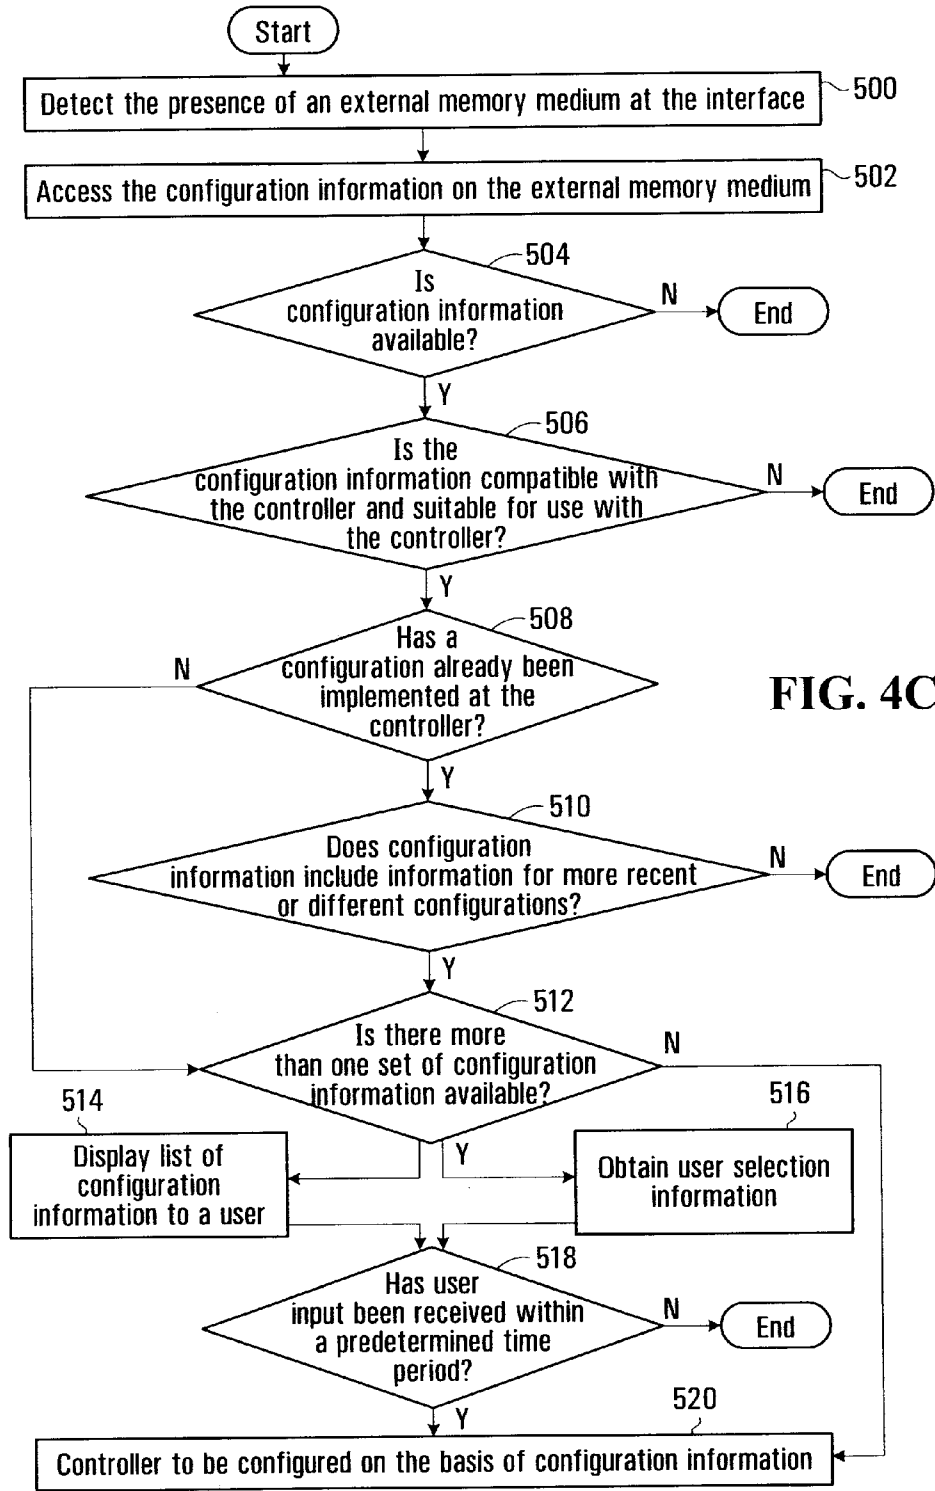 Start
Detect the presence of an external memory medium at the interface
500
Access the configuration information on the external memory medium
502
504
Is
configuration information
available?
N
End
Y
506
Is the
configuration information compatible with
the controller and suitable for use with
the controller?
N
End
Y
508
Has a
configuration already been
implemented at the
controller?
N
FIG. 4C
Y
510
Does configuration
information include information for more recent
or different configurations?
N
End
Y
512
Is there more
than one set of configuration
information available?
N
514
Display list of
configuration
information to a user
Y
516
Obtain user selection
information
518
Has user
input been received within
a predetermined time
period?
N
End
Y
520
Controller to be configured on the basis of configuration information